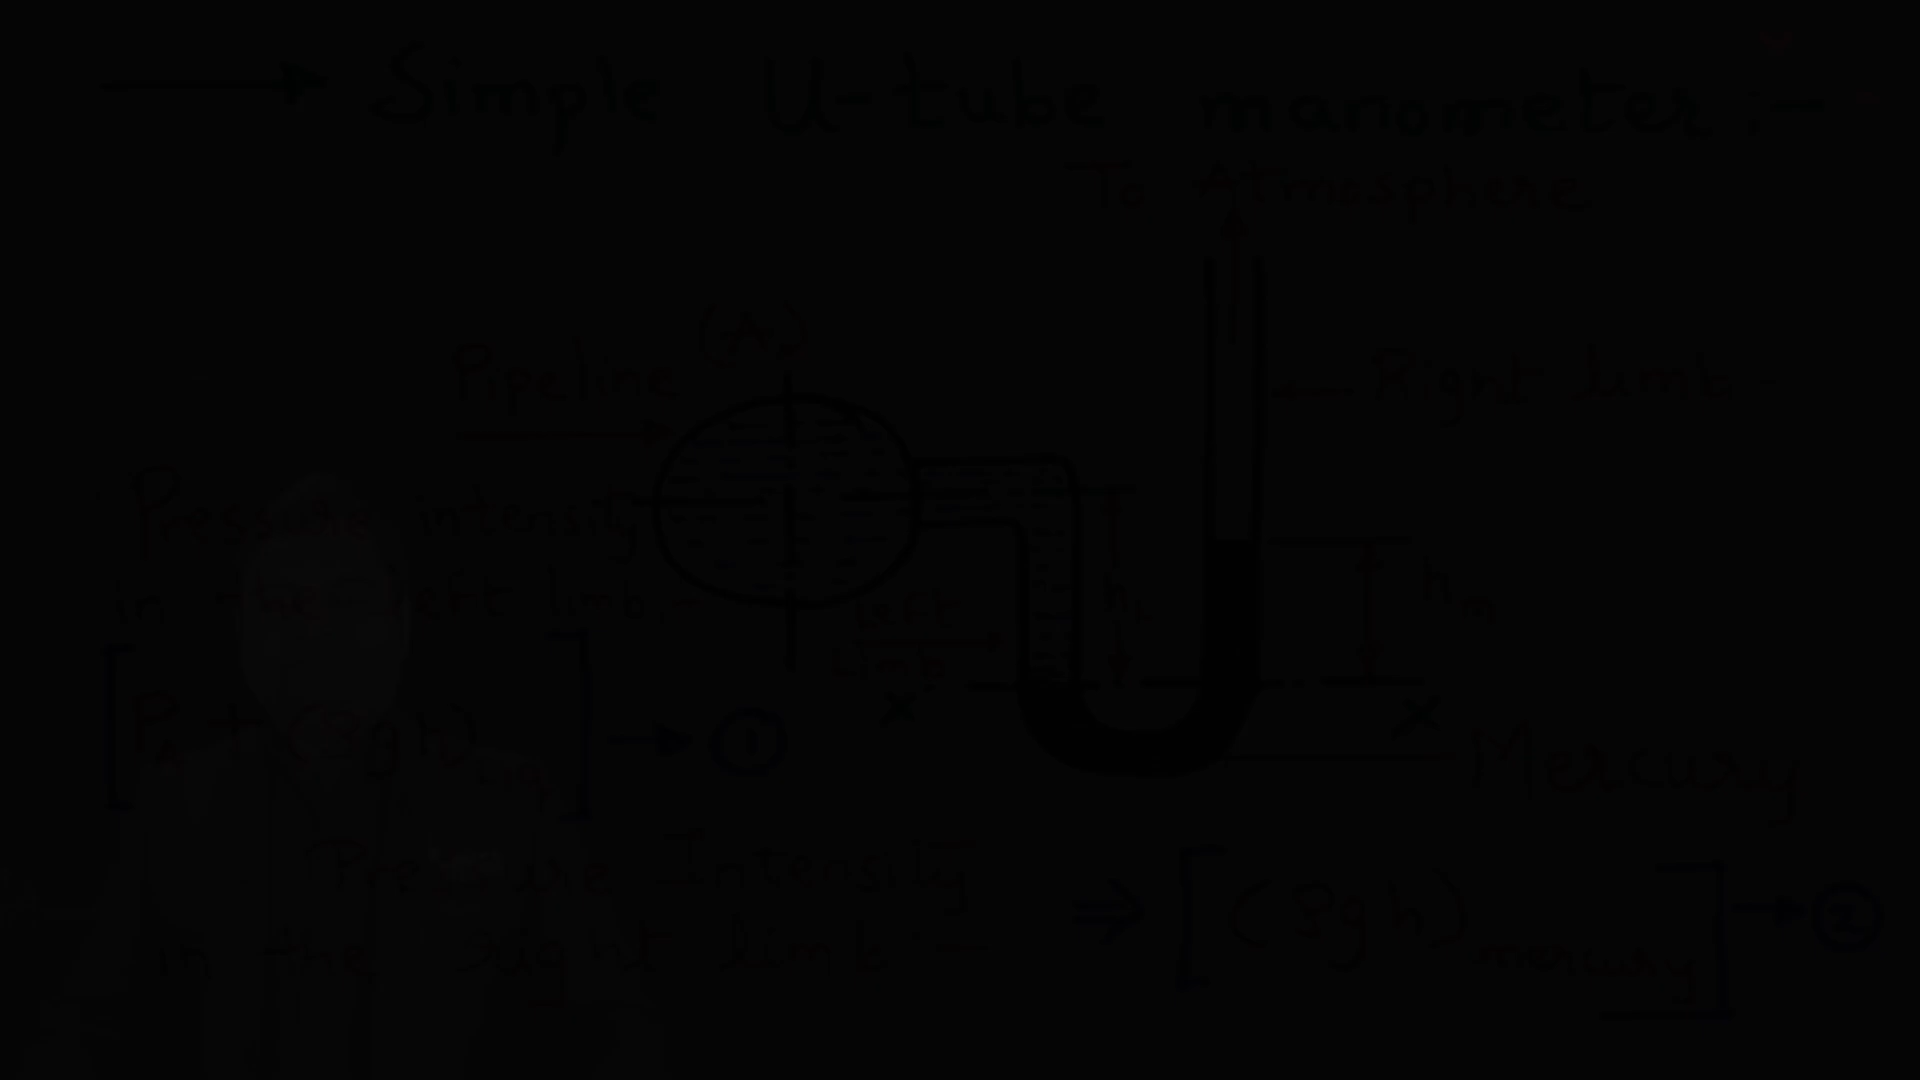 Simple U-tube manometer :-
To Atmosphere
(A)
Pipeline
Right limb.-
Pressure intensity
in the left limb.-
hm
Left
Limb
X
X
①
Mercury
Pressure Intensity
in the right limb :-
⇒ [(ρgh)mercury] → ②